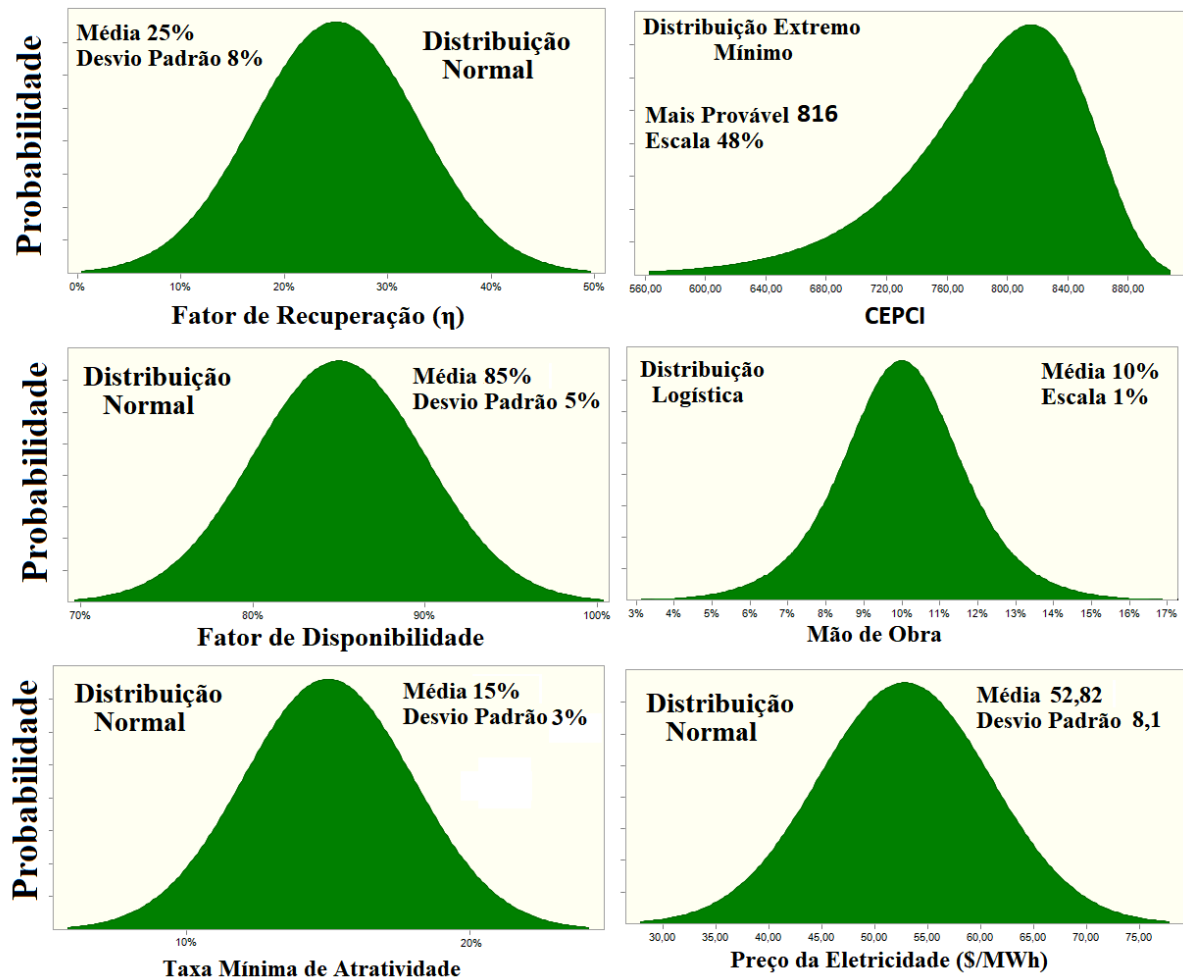 Probabilidade
Média 25%
Desvio Padrão 8%
Distribuição
Normal
0%
10%
20%
30%
40%
50%
Fator de Recuperação (η)
Distribuição Extremo
Mínimo
Mais Provável 816
Escala 48%
560,00
600,00
640,00
680,00
720,00
760,00
800,00
840,00
880,00
CEPCI
Probabilidade
Distribuição
Normal
Média 85%
Desvio Padrão 5%
70%
80%
90%
100%
Fator de Disponibilidade
Distribuição
Logística
Média 10%
Escala 1%
3%
4%
5%
6%
7%
8%
9%
10%
11%
12%
13%
14%
15%
16%
17%
Mão de Obra
Probabilidade
Distribuição
Normal
Média 15%
Desvio Padrão 3%
10%
20%
Taxa Mínima de Atratividade
Distribuição
Normal
Média 52,82
Desvio Padrão 8,1
30,00
40,00
50,00
55,00
60,00
65,00
70,00
75,00
Preço da Eletricidade ($/MWh)